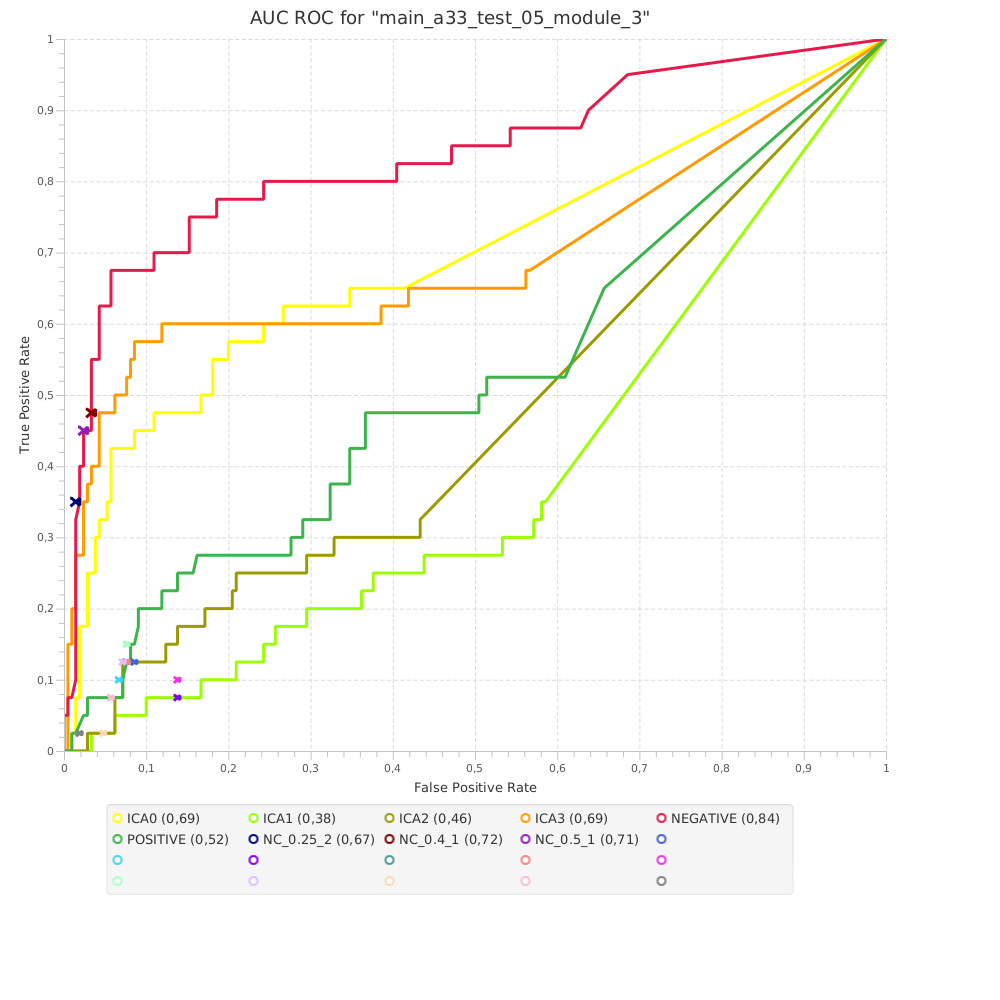 AUC ROC for "main_a33_test_05_module_3"
1
0,9
0,8
0,7
0,6
0,5
0,4
0,3
0,2
0,1
0
True Positive Rate
0 0,1 0,2 0,3 0,4 0,5 0,6 0,7 0,8 0,9 1
False Positive Rate
ICA0 (0,69) ICA1 (0,38) ICA2 (0,46) ICA3 (0,69) NEGATIVE (0,84)
POSITIVE (0,52) NC_0.25_2 (0,67) NC_0.4_1 (0,72) NC_0.5_1 (0,71)